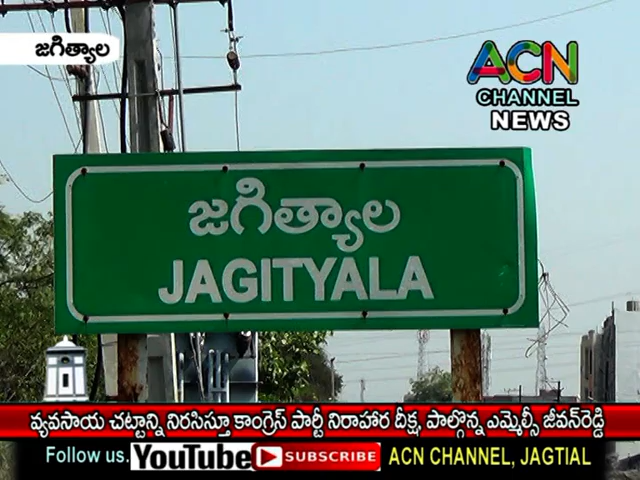 జగిత్యాల
ACN
CHANNEL
NEWS
జగిత్యాల
JAGITYALA
వ్యవసాయ చట్టాన్ని నిరసిస్తూ కాంగ్రెస్ పార్టీ నిరాహార దీక్ష, పాల్గొన్న ఎమ్మెల్సీ జీవన్‌రెడ్డి
Follow us. YouTube SUBSCRIBE ACN CHANNEL, JAGTIAL